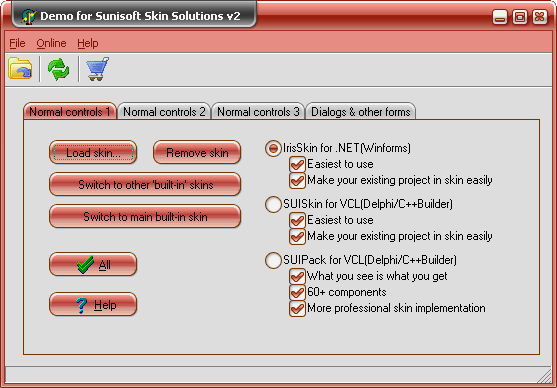 Demo for Sunisoft Skin Solutions v2
File Online Help
Normal controls 1 Normal controls 2 Normal controls 3 Dialogs & other forms
Load skin... Remove skin
Switch to other 'built-in' skins
Switch to main built-in skin
All
Help
IrisSkin for .NET(Winforms)
Easiest to use
Make your existing project in skin easily
SUISkin for VCL(Delphi/C++Builder)
Easiest to use
Make your existing project in skin easily
SUIPack for VCL(Delphi/C++Builder)
What you see is what you get
60+ components
More professional skin implementation